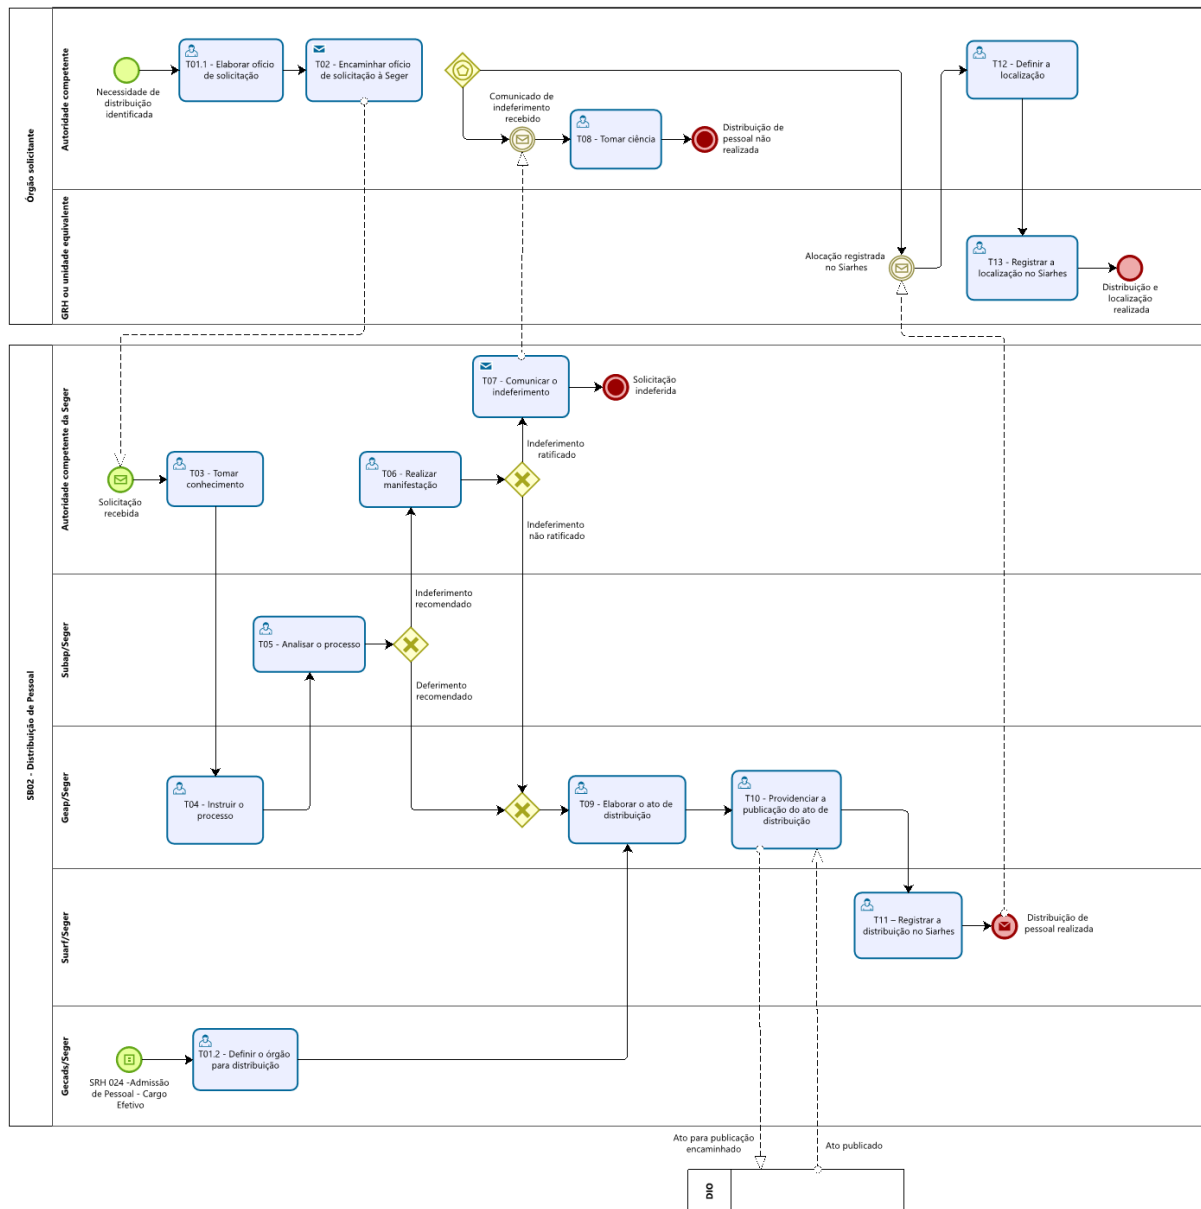 Órgão solicitante
Autoridade competente
Necessidade de
distribuição
identificada
T01.1 - Elaborar ofício
de solicitação
T02 - Encaminhar ofício
de solicitação à Seger
Comunicado de
indeferimento
recebido
T08 - Tomar ciência
Distribuição de
pessoal não
realizada
T12 - Definir a
localização
GRH ou unidade equivalente
Alocação registrada
no Siarhes
T13 - Registrar a
localização no Siarhes
Distribuição e
localização
realizada
SB02 - Distribuição de Pessoal
Autoridade competente da Seger
Solicitação
recebida
T03 - Tomar
conhecimento
T06 - Realizar
manifestação
T07 - Comunicar o
indeferimento
Solicitação
indeferida
Indeferimento
ratificado
Indeferimento
não ratificado
Subap/Seger
T05 - Analisar o processo
Indeferimento
recomendado
Deferimento
recomendado
Geap/Seger
T04 - Instruir o
processo
T09 - Elaborar o ato de
distribuição
T10 - Providenciar a
publicação do ato de
distribuição
Suarf/Seger
T11 – Registrar a
distribuição no Siarhes
Distribuição de
pessoal realizada
Gecads/Seger
SRH 024 -Admissão
de Pessoal - Cargo
Efetivo
T01.2 - Definir o órgão
para distribuição
Ato para publicação
encaminhado
Ato publicado
DIO